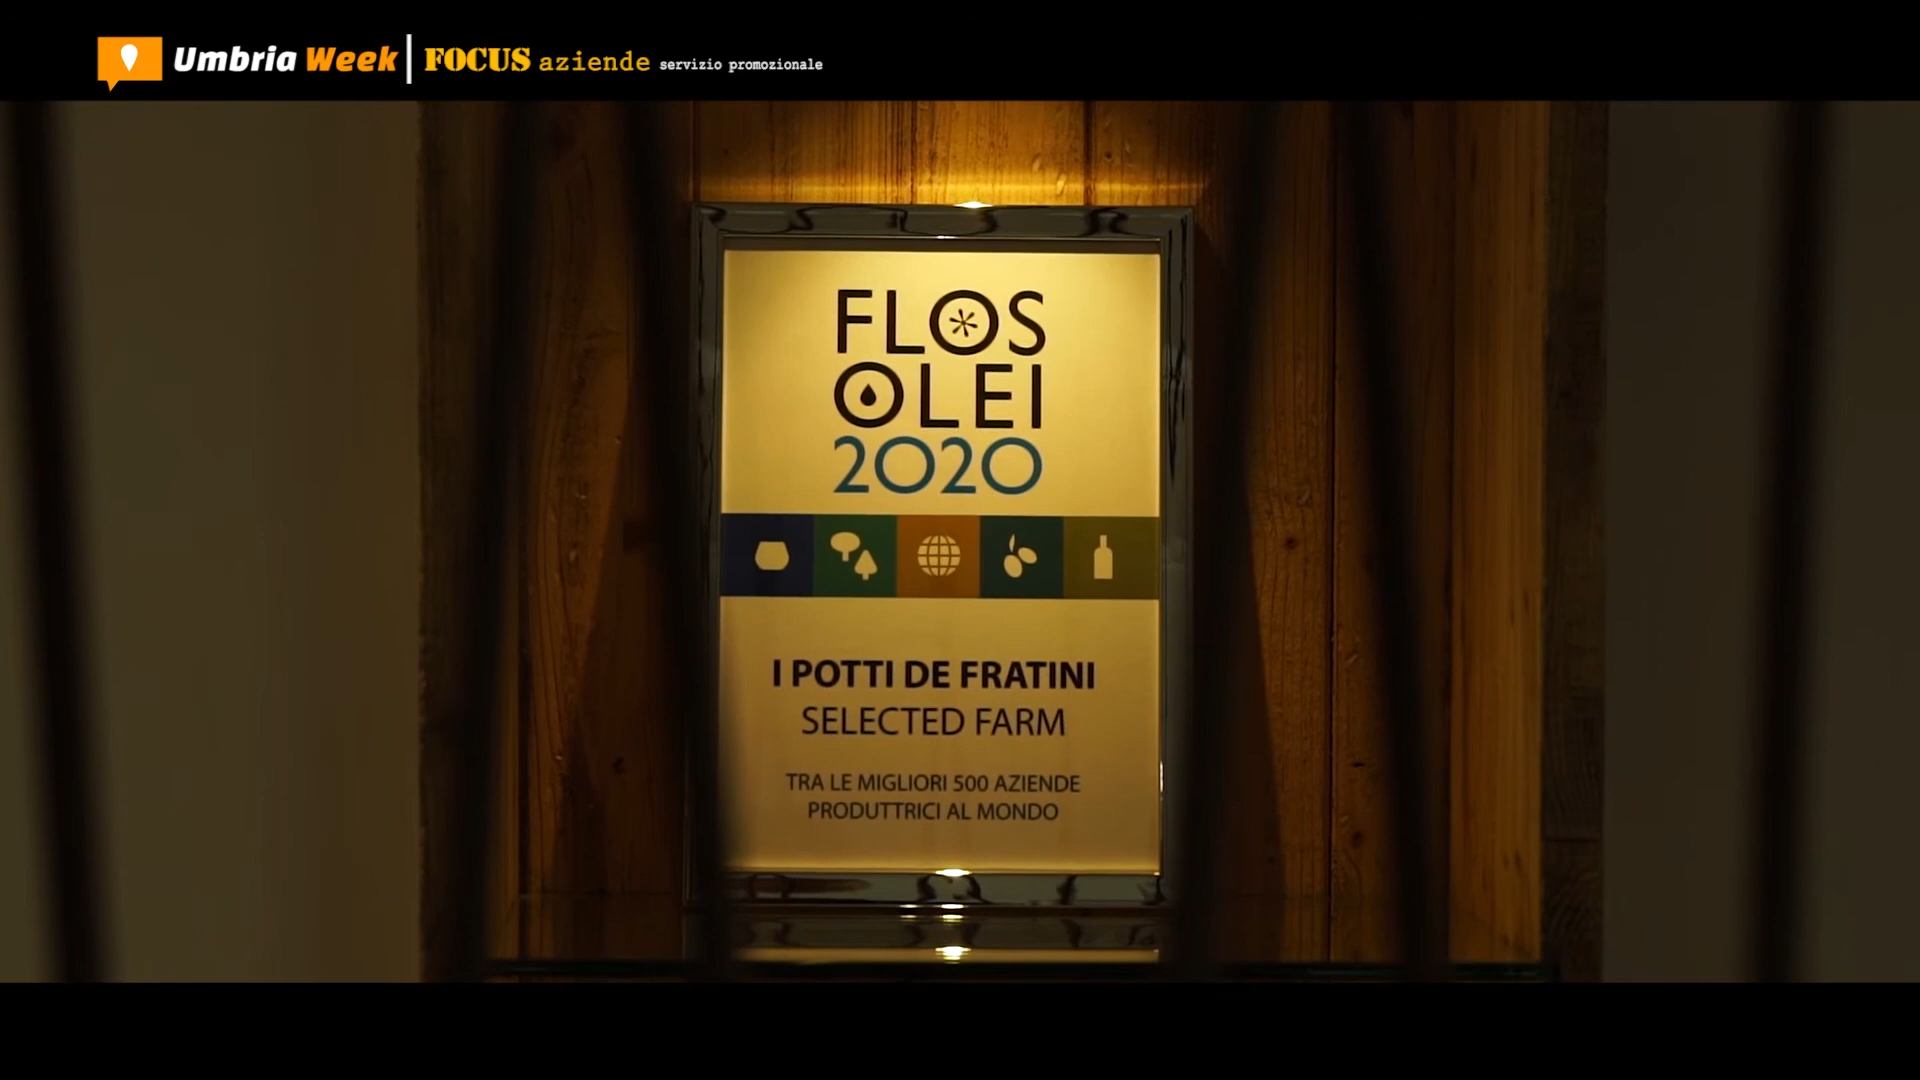 Umbria Week FOCUS aziende servizio promozionale
FLOS
OLEI
2020
I POTTI DE FRATINI
SELECTED FARM
TRA LE MIGLIORI 500 AZIENDE
PRODUTTRICI AL MONDO